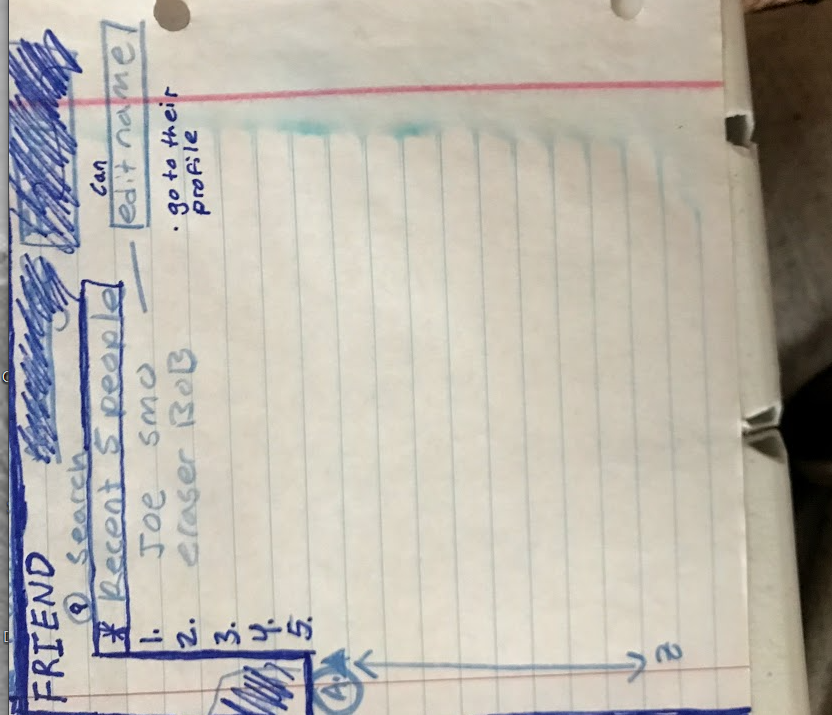 FRIEND
search
* Recent 5 people
can
edit name
1. JOE SMO
2. eraser BOB
· go to their
profile
3.
4.
5.
A
Z